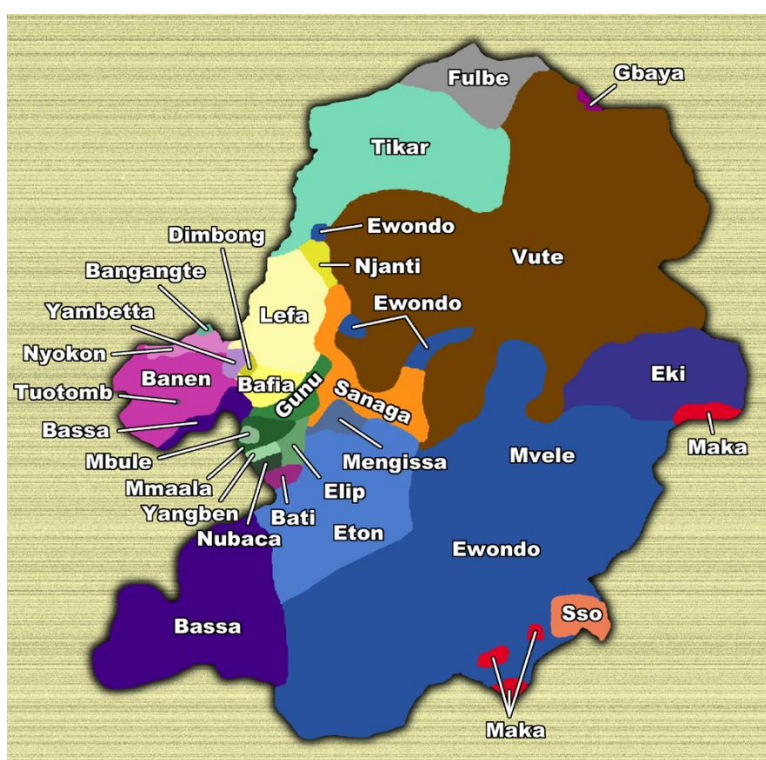 Fulbe
Gbaya
Tikar
Ewondo
Dimbong
Vute
Njanti
Bangangte
Ewondo
Yambetta
Lefa
Nyokon
Eki
Banen
Bafia
Gunu
Sanaga
Tuotomb
Bassa
Maka
Mvele
Mengissa
Mbule
Mmaala
Elip
Yangben
Bati
Nubaca
Eton
Ewondo
Sso
Bassa
Maka